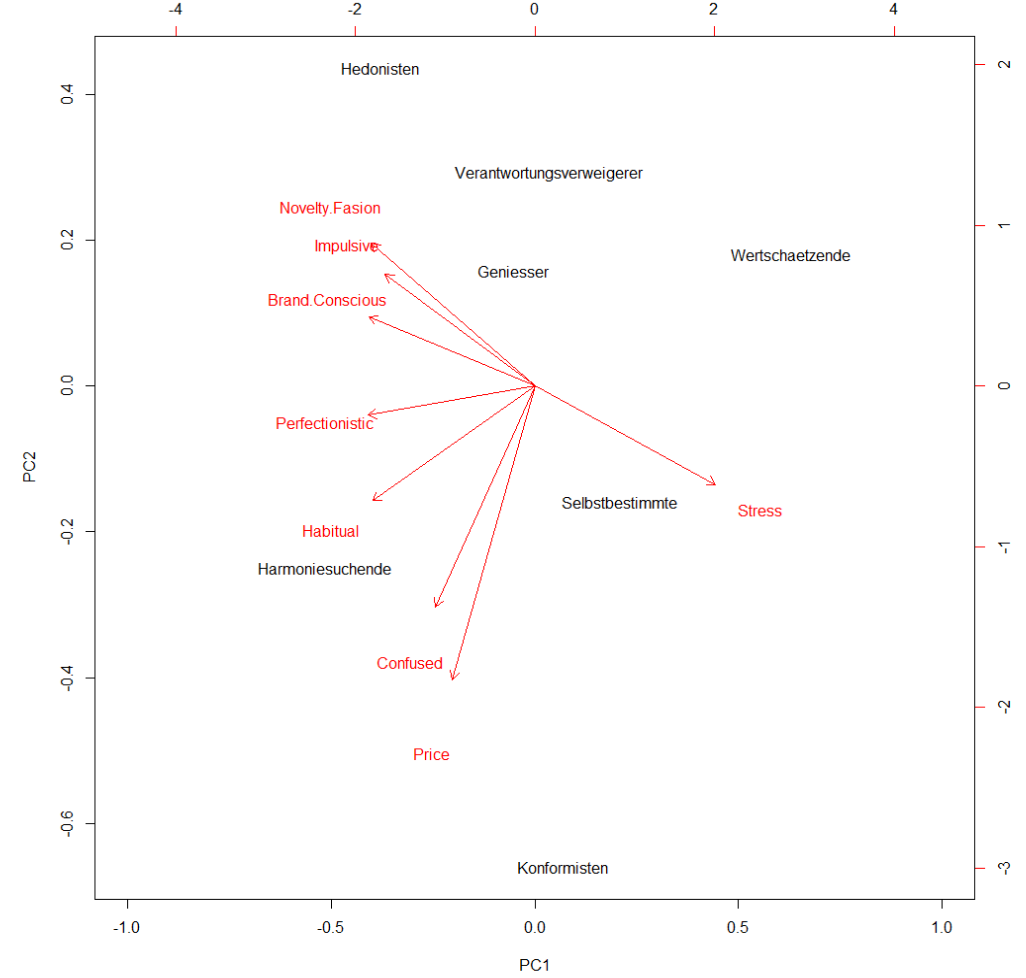 -4 -2 0 2 4
Hedonisten
2
0.4
Verantwortungsverweigerer
Novelty.Fasion
1
0.2
Impulsive
Wertschaetzende
Geniesser
Brand.Conscious
0.0
0
Perfectionistic
PC2
Selbstbestimmte
Stress
-0.2
Habitual
-1
Harmoniesuchende
Confused
-0.4
-2
Price
-0.6
Konformisten
-3
-1.0 -0.5 0.0 0.5 1.0
PC1